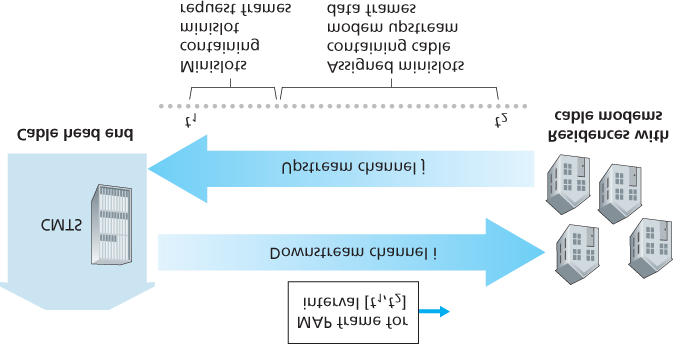 MAP frame for
interval [t1,t2]
Downstream channel i
CMTS
Upstream channel j
Cable head end
Residences with
cable modems
t1
t2
Minislots
containing
minislot
request frames
Assigned minislots
containing cable
modem upstream
data frames